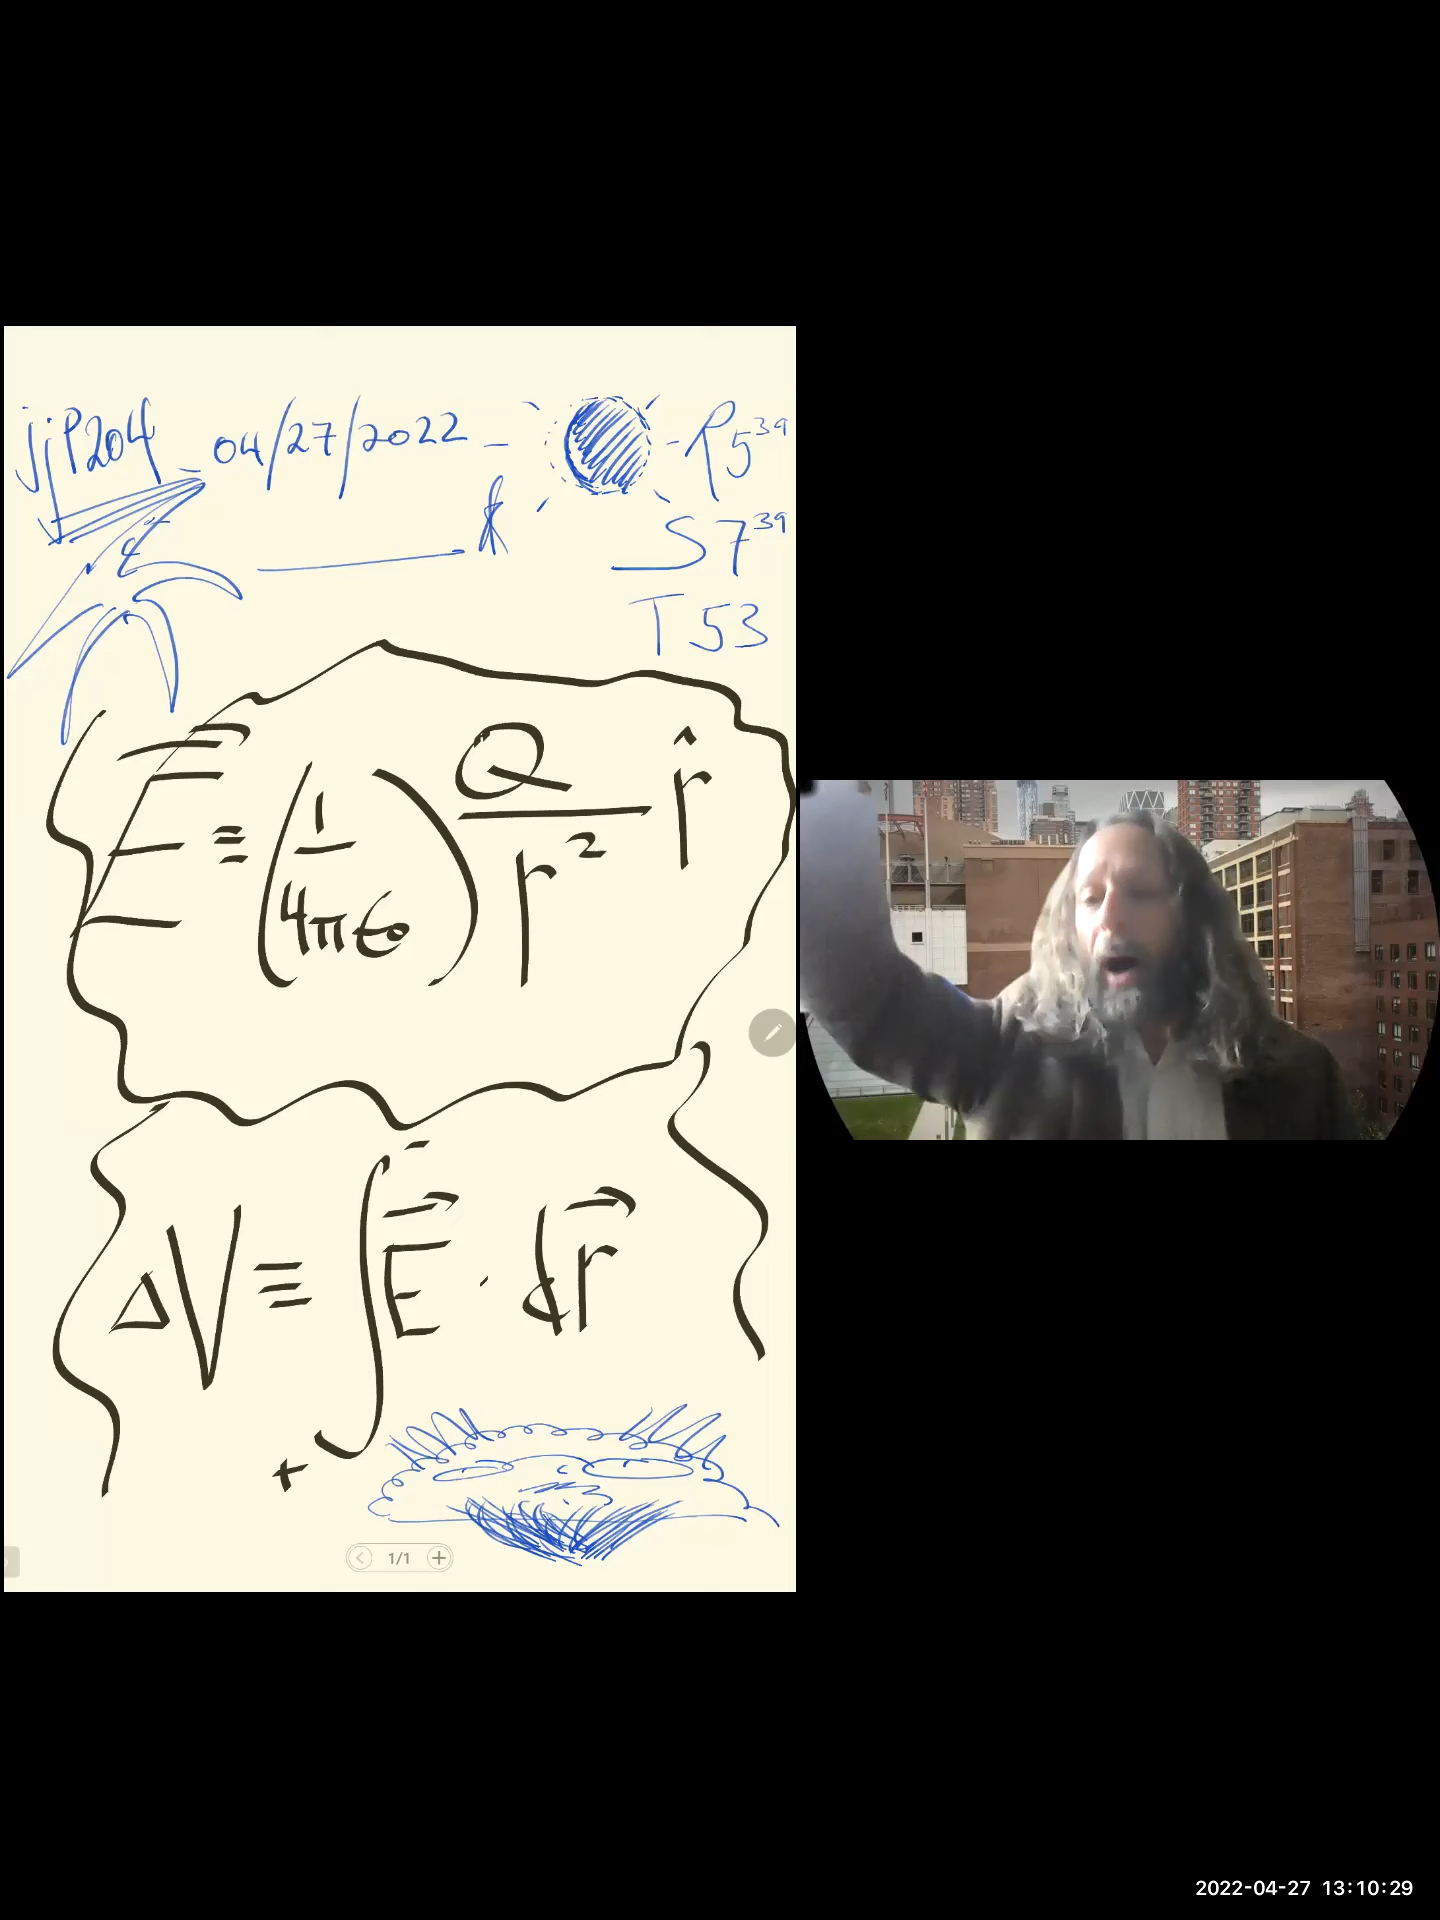 jjP204 - 04/27/2022 - - R5³⁹
S7³⁹
T 53
E⃗ = (1/4πε₀) Q/r² r̂
ΔV ≡ ∫₊⁻ E⃗ · dr⃗
1/1
2022-04-27 13:10:29